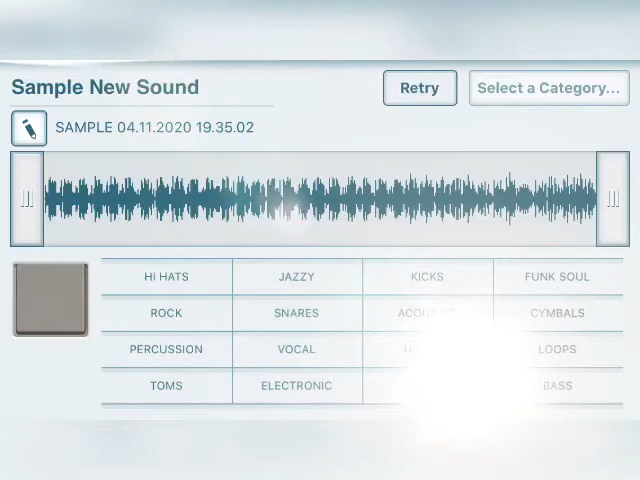 Sample New Sound
Retry
Select a Category...
SAMPLE 04.11.2020 19.35.02
HI HATS JAZZY KICKS FUNK SOUL
ROCK SNARES CYMBALS
PERCUSSION VOCAL LOOPS
TOMS ELECTRONIC BASS